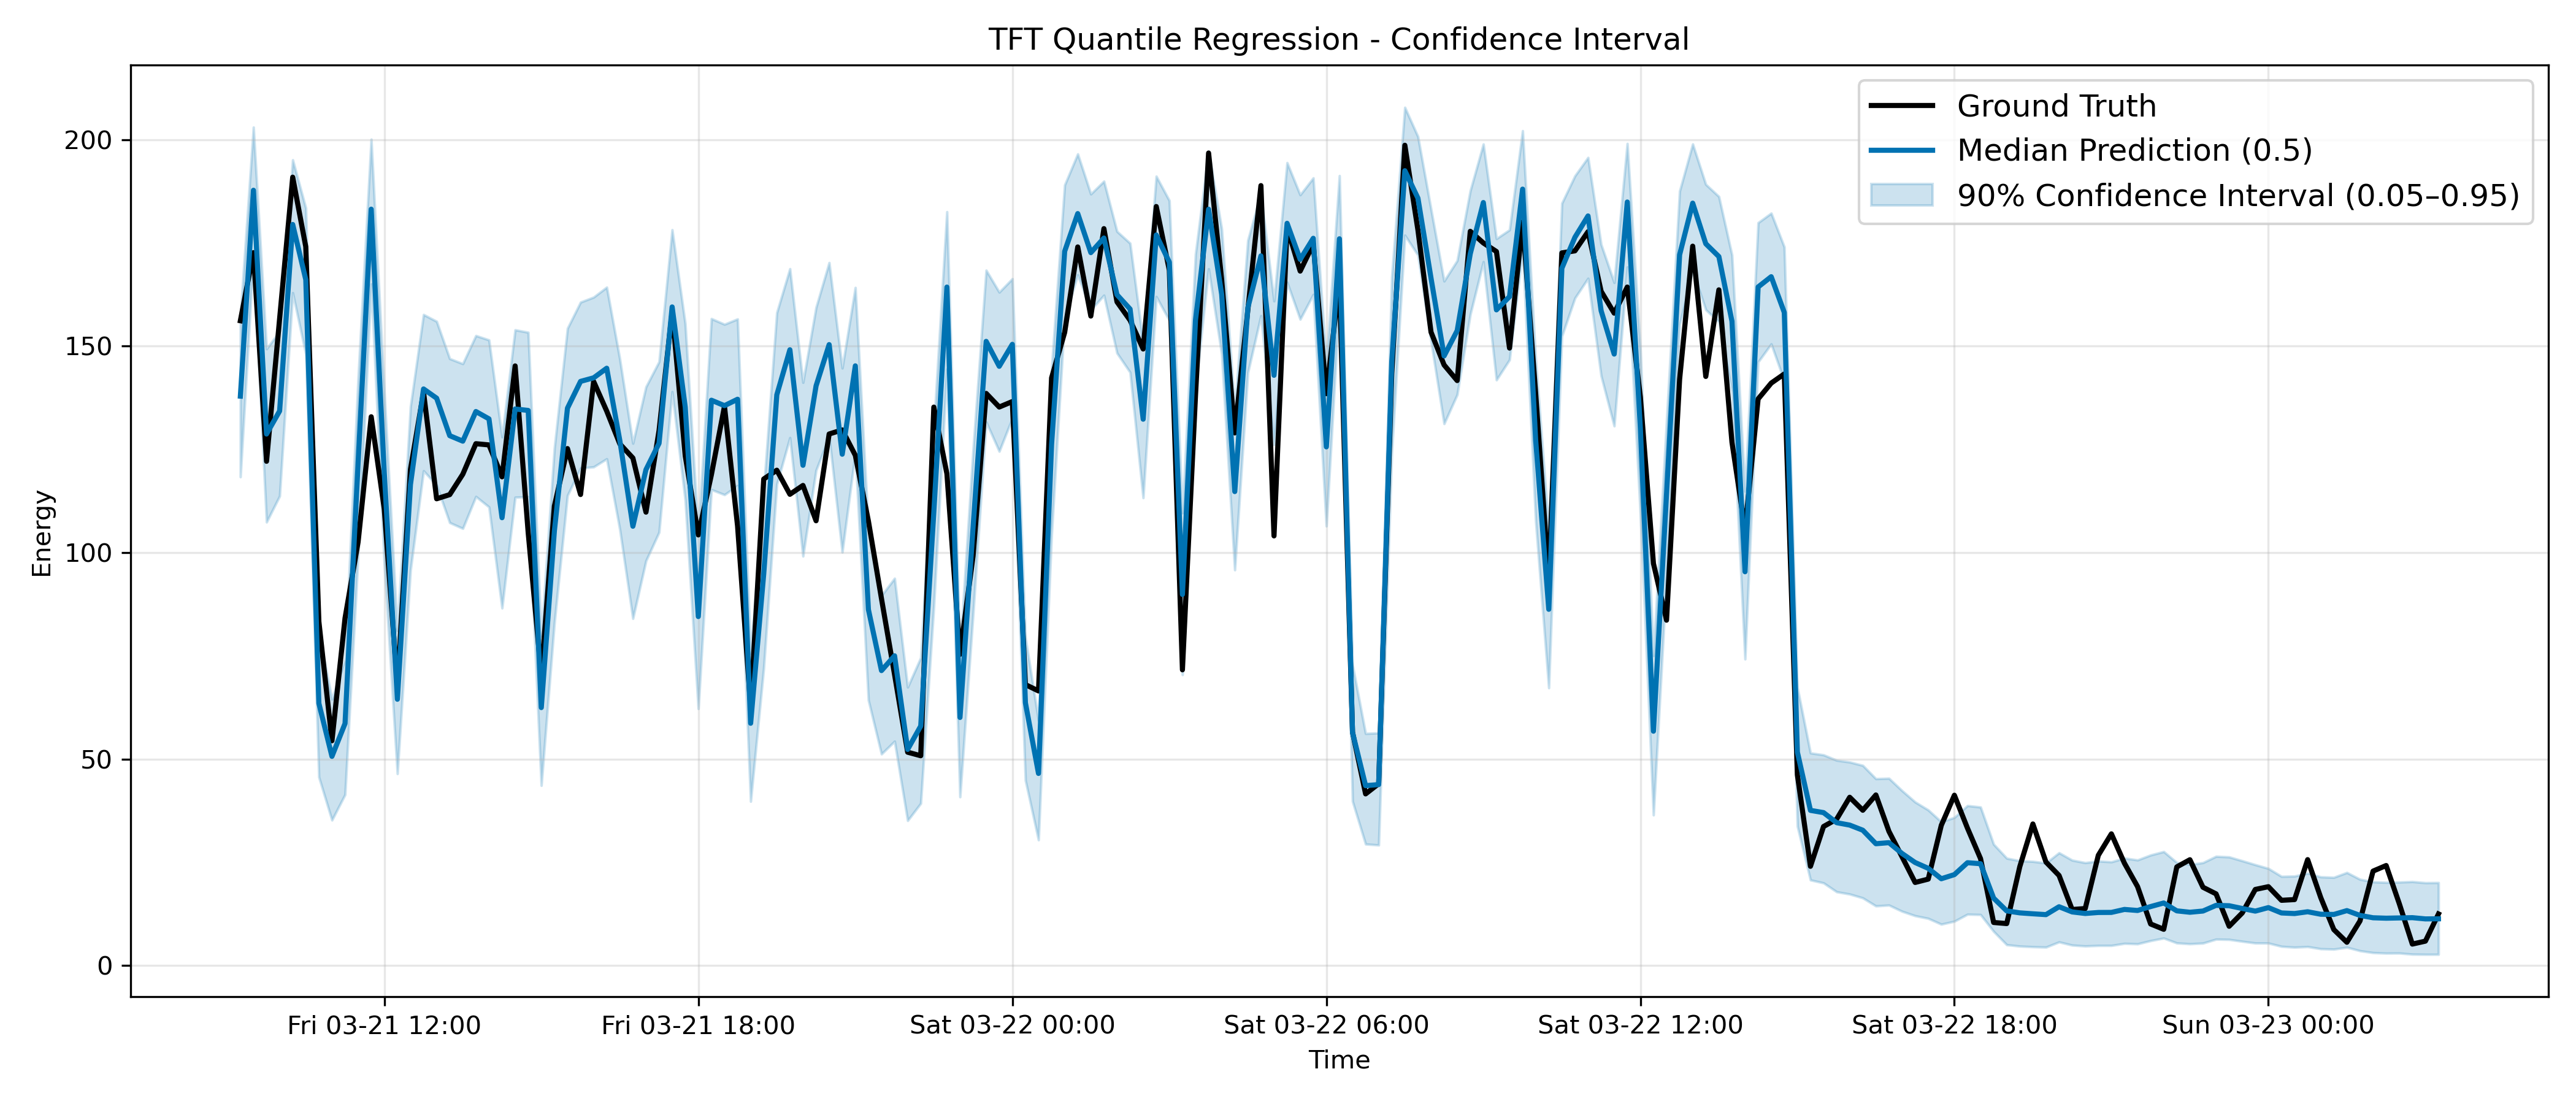 TFT Quantile Regression - Confidence Interval
Ground Truth
Median Prediction (0.5)
90% Confidence Interval (0.05–0.95)
Energy
200
150
100
50
0
Fri 03-21 12:00
Fri 03-21 18:00
Sat 03-22 00:00
Sat 03-22 06:00
Sat 03-22 12:00
Sat 03-22 18:00
Sun 03-23 00:00
Time